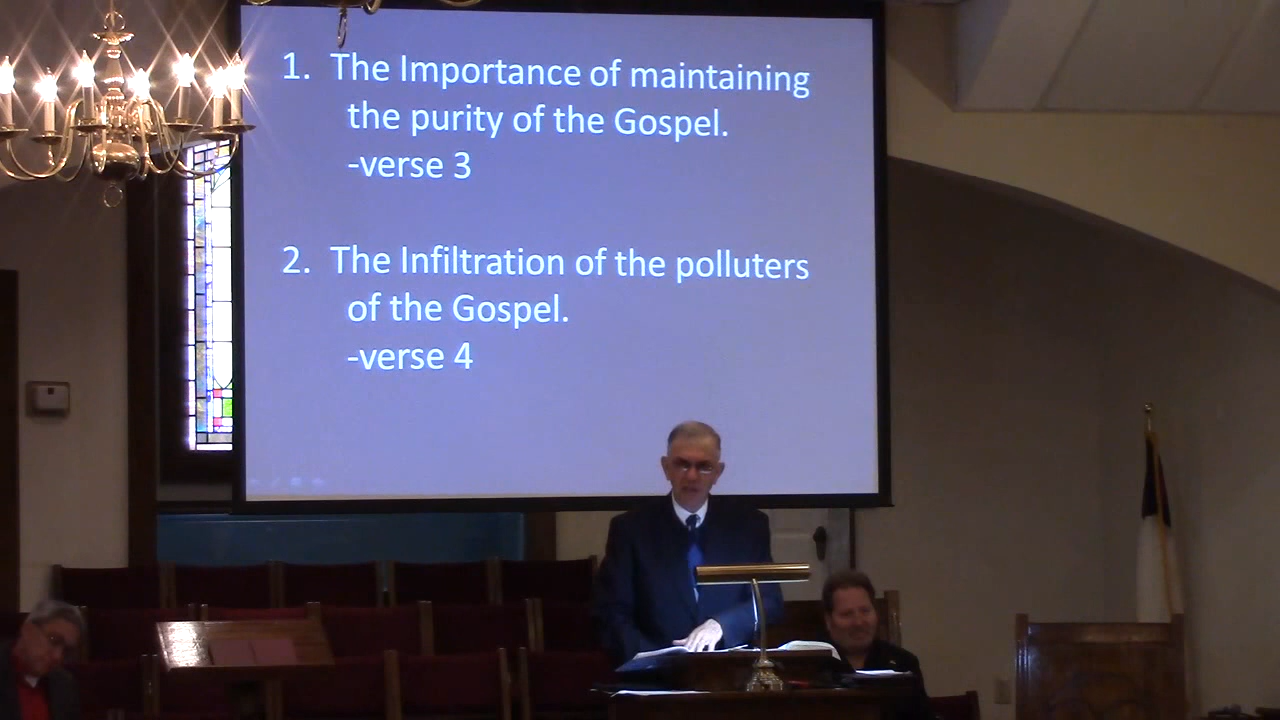 1. The Importance of maintaining
the purity of the Gospel.
-verse 3
2. The Infiltration of the polluters
of the Gospel.
-verse 4